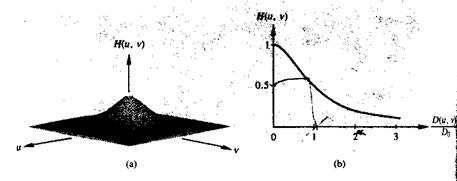 H(u, v)
u
v
(a)
H(u, v)
1
0.5
0
1
2
3
D(u, v)
D₀
(b)